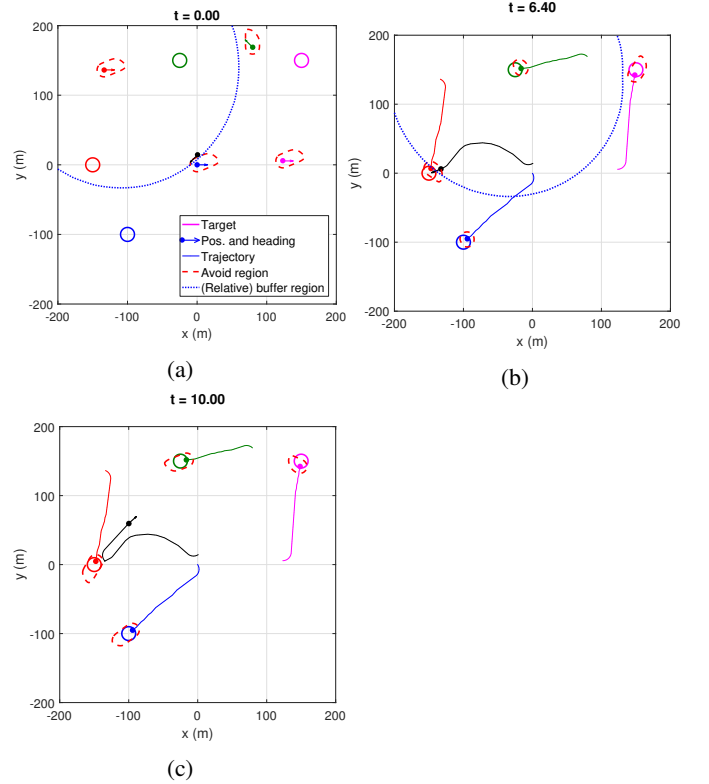 t = 0.00
200
100
0
-100
-200
y (m)
-100
0
100
200
x (m)
Target
Pos. and heading
Trajectory
Avoid region
(Relative) buffer region
(a)
t = 6.40
200
100
0
-100
-200
y (m)
-200
-100
0
100
200
x (m)
(b)
t = 10.00
200
100
0
-100
-200
y (m)
-200
-100
0
100
200
x (m)
(c)